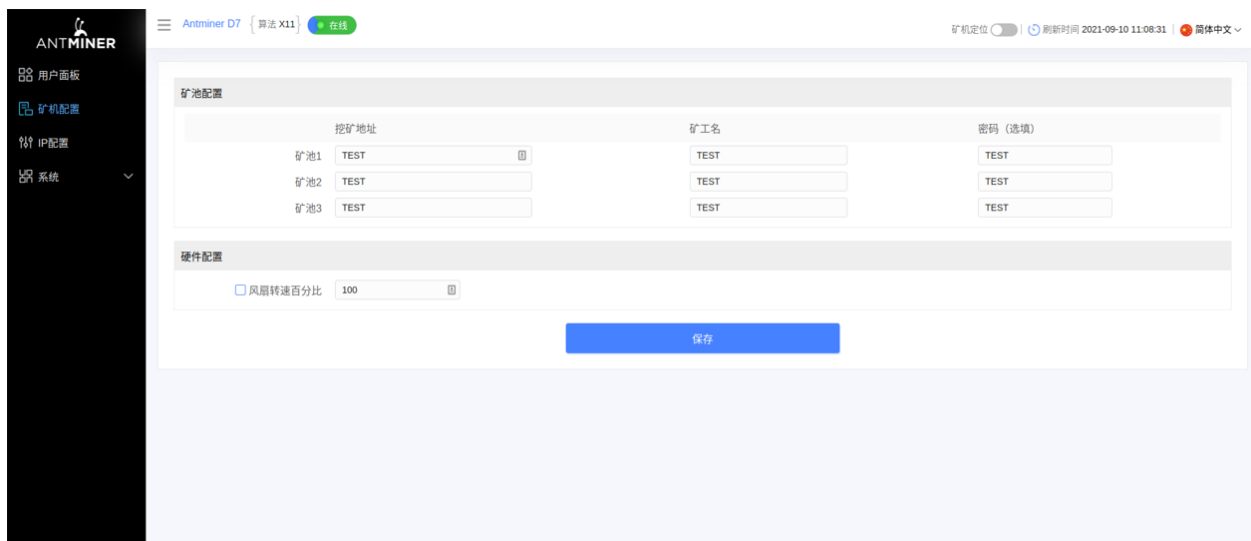 ANTMINER
Antminer D7 {算法 X11} 在线
矿机定位 刷新时间 2021-09-10 11:08:31 简体中文
用户面板
矿机配置
IP配置
系统
矿池配置
挖矿地址 矿工名 密码（选填）
矿池1 TEST TEST TEST
矿池2 TEST TEST TEST
矿池3 TEST TEST TEST
硬件配置
风扇转速百分比 100
保存